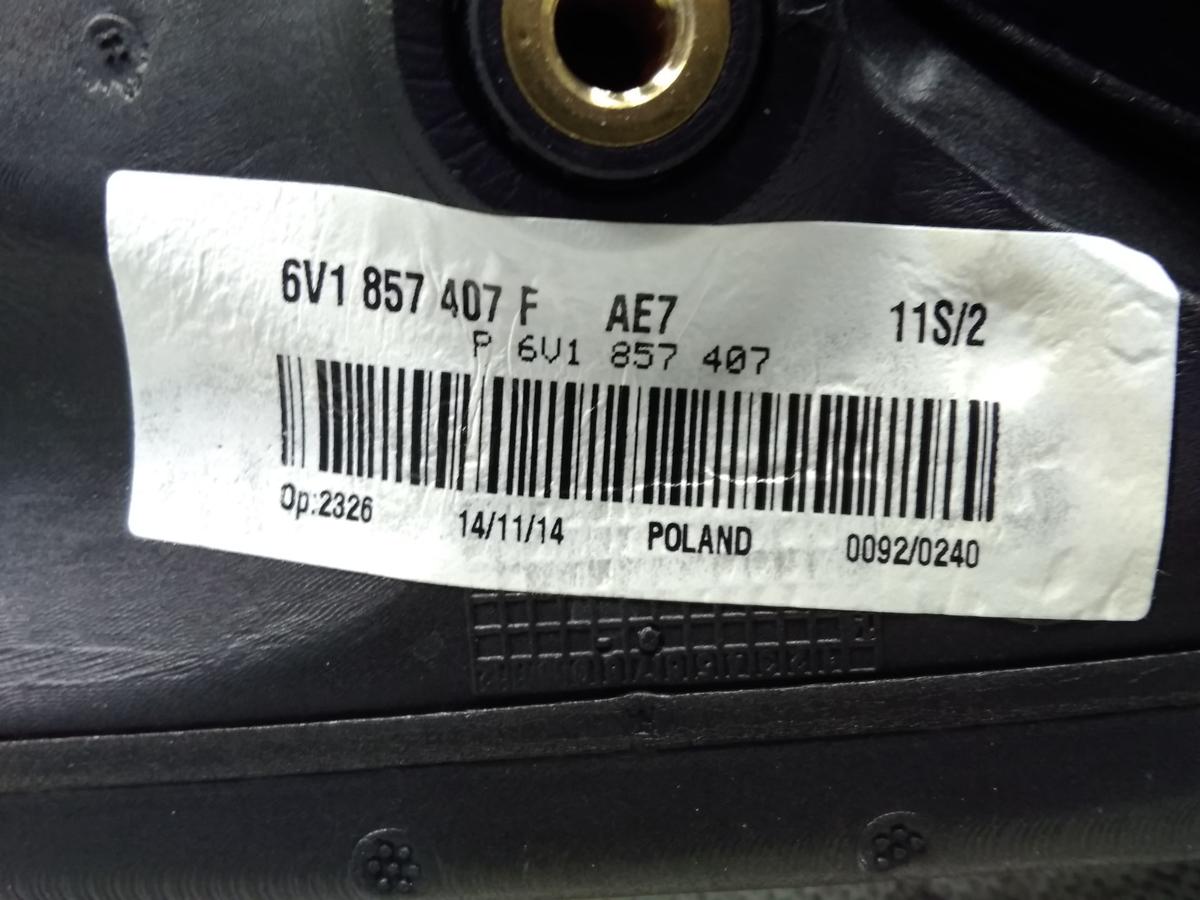 6V1 857 407 F AE7 11S/2
P 6V1 857 407
Op:2326 14/11/14 POLAND 0092/0240